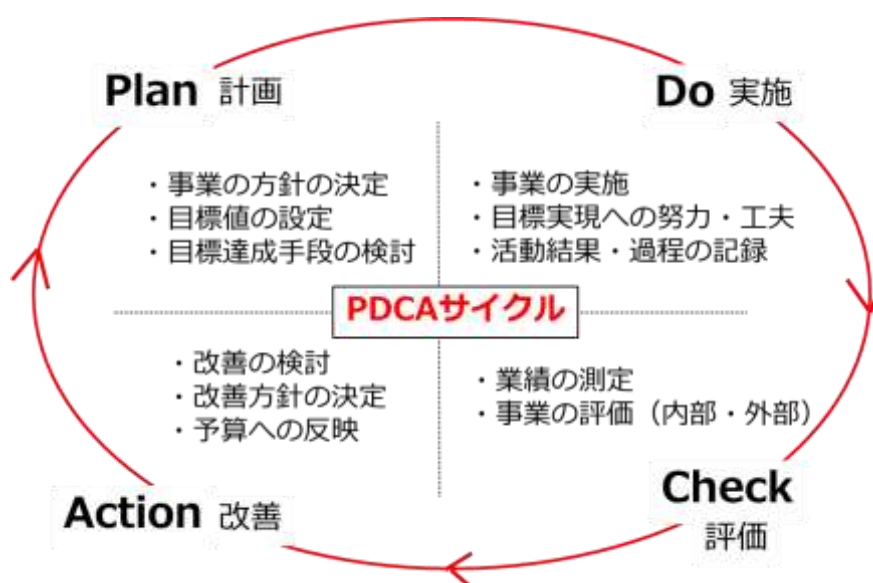 Plan 計画
・事業の方針の決定
・目標値の設定
・目標達成手段の検討
Do 実施
・事業の実施
・目標実現への努力・工夫
・活動結果・過程の記録
PDCAサイクル
・改善の検討
・改善方針の決定
・予算への反映
Action 改善
・業績の測定
・事業の評価（内部・外部）
Check
評価